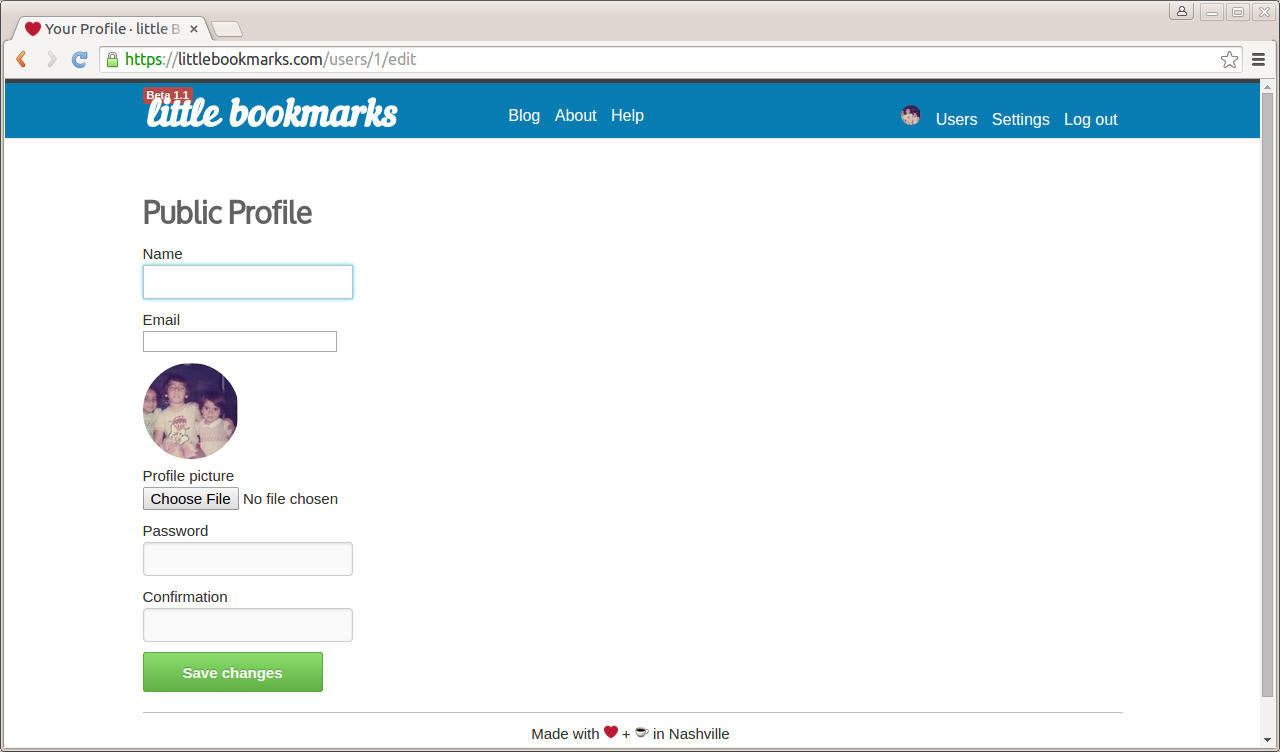 Your Profile · little B
https://littlebookmarks.com/users/1/edit
Beta 1.1
little bookmarks
Blog About Help
Users Settings Log out
Public Profile
Name
Email
Profile picture
Choose File No file chosen
Password
Confirmation
Save changes
Made with ❤ + ☕ in Nashville